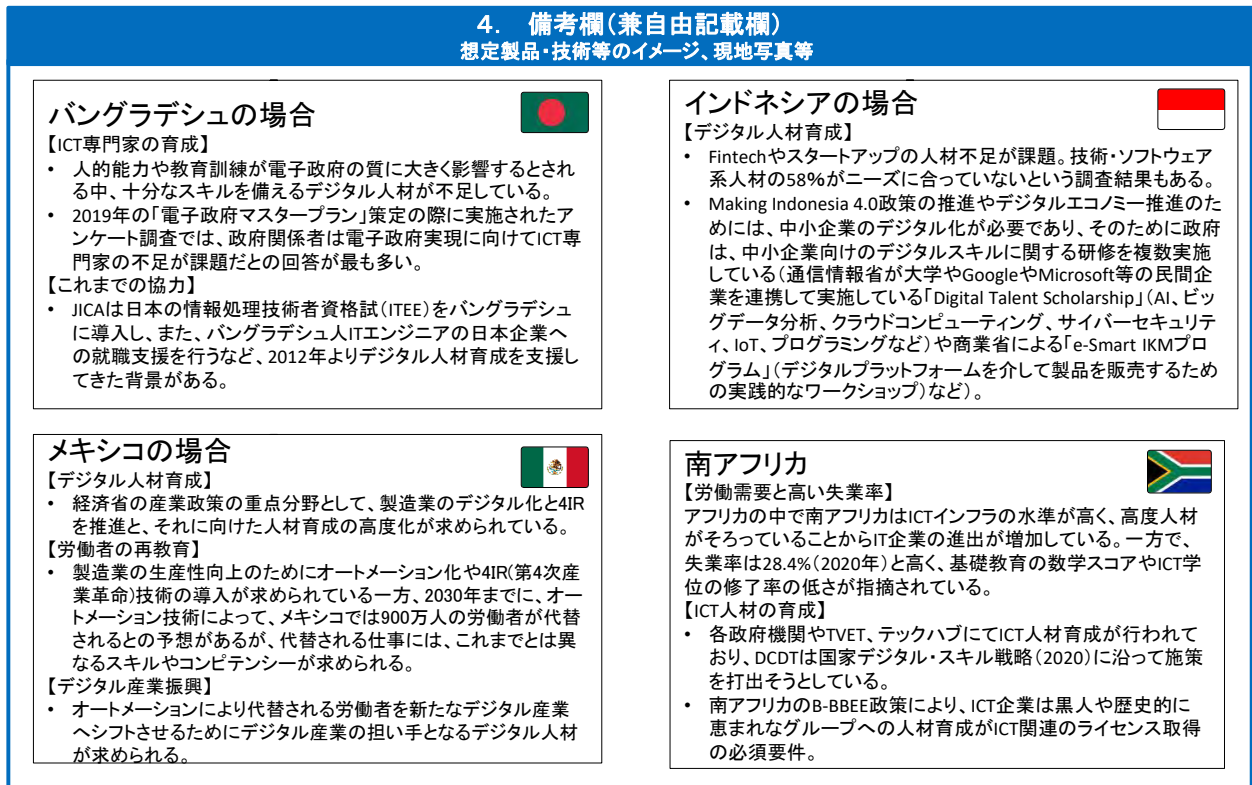 ４． 備考欄（兼自由記載欄）
想定製品・技術等のイメージ、現地写真等
バングラデシュの場合
【ICT専門家の育成】
• 人的能力や教育訓練が電子政府の質に大きく影響するとされ
る中、十分なスキルを備えるデジタル人材が不足している。
• 2019年の「電子政府マスタープラン」策定の際に実施されたア
ンケート調査では、政府関係者は電子政府実現に向けてICT専
門家の不足が課題だとの回答が最も多い。
【これまでの協力】
• JICAは日本の情報処理技術者資格試（ITEE）をバングラデシュ
に導入し、また、バングラデシュ人ITエンジニアの日本企業へ
の就職支援を行うなど、2012年よりデジタル人材育成を支援し
てきた背景がある。
インドネシアの場合
【デジタル人材育成】
• Fintechやスタートアップの人材不足が課題。技術・ソフトウェア
系人材の58％がニーズに合っていないという調査結果もある。
• Making Indonesia 4.0政策の推進やデジタルエコノミー推進のた
めには、中小企業のデジタル化が必要であり、そのために政府
は、中小企業向けのデジタルスキルに関する研修を複数実施
している（通信情報省が大学やGoogleやMicrosoft等の民間企
業を連携して実施している「Digital Talent Scholarship」（AI、ビッ
グデータ分析、クラウドコンピューティング、サイバーセキュリテ
ィ、IoT、プログラミングなど）や商業省による「e-Smart IKMプロ
グラム」（デジタルプラットフォームを介して製品を販売するため
の実践的なワークショップ）など）。
メキシコの場合
【デジタル人材育成】
• 経済省の産業政策の重点分野として、製造業のデジタル化と4IR
を推進と、それに向けた人材育成の高度化が求められている。
【労働者の再教育】
• 製造業の生産性向上のためにオートメーション化や4IR(第4次産
業革命)技術の導入が求められている一方、2030年までに、オー
トメーション技術によって、メキシコでは900万人の労働者が代替
されるとの予想があるが、代替される仕事には、これまでとは異
なるスキルやコンピテンシーが求められる。
【デジタル産業振興】
• オートメーションにより代替される労働者を新たなデジタル産業
へシフトさせるためにデジタル産業の担い手となるデジタル人材
が求められる。
南アフリカ
【労働需要と高い失業率】
アフリカの中で南アフリカはICTインフラの水準が高く、高度人材
がそろっていることからIT企業の進出が増加している。一方で、
失業率は28.4%（2020年）と高く、基礎教育の数学スコアやICT学
位の修了率の低さが指摘されている。
【ICT人材の育成】
• 各政府機関やTVET、テックハブにてICT人材育成が行われて
おり、DCDTは国家デジタル・スキル戦略（2020）に沿って施策
を打出そうとしている。
• 南アフリカのB-BBEE政策により、ICT企業は黒人や歴史的に
恵まれなグループへの人材育成がICT関連のライセンス取得
の必須要件。